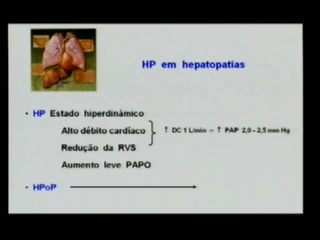 HP em hepatopatias
• HP Estado hiperdinámico
Alto débito cardíaco
↑ DC 1 L/min = ↑ PAP 2,0 - 2,5 mm Hg
Redução da RVS
Aumento leve PAPO
• HPoP